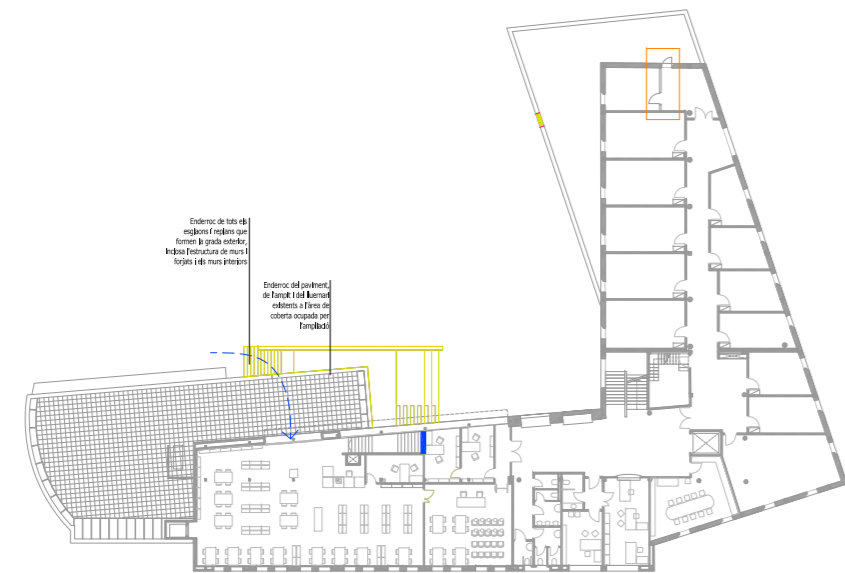 Enderroc de tots els
esglaons i replans que
formen la grada exterior,
inclosa l'estructura de murs i
forjats i els murs interiors
Enderroc del paviment,
de l'ampit i del lluernari
existents a l'àrea de
coberta ocupada per
l'ampliació